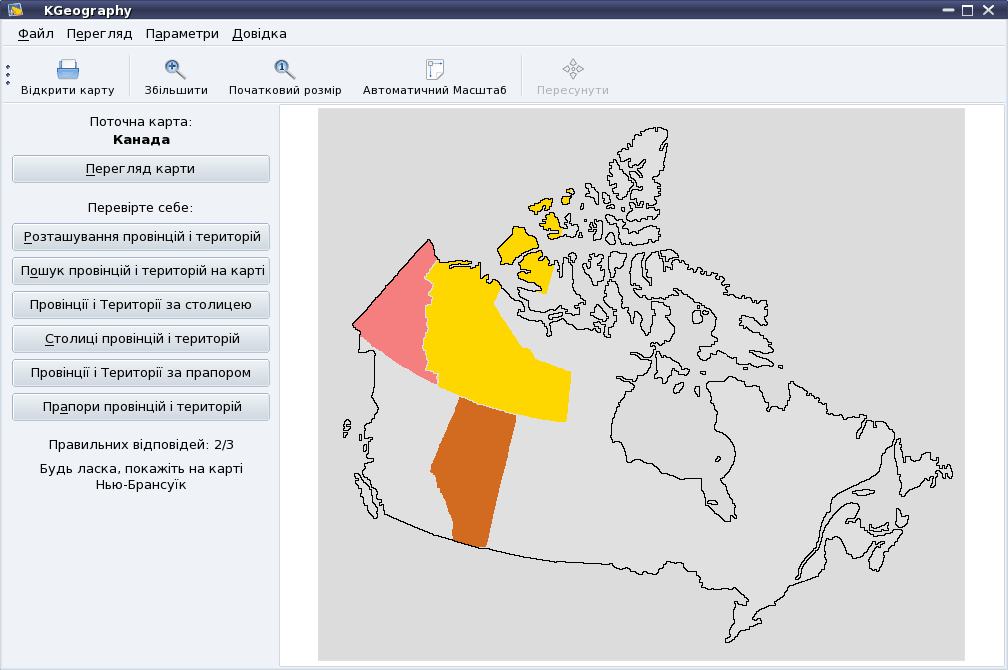 KGeography
Файл Перегляд Параметри Довідка
Відкрити карту Збільшити Початковий розмір Автоматичний Масштаб Пересунути
Поточна карта:
Канада
Перегляд карти
Перевірте себе:
Розташування провінцій і територій
Пошук провінцій і територій на карті
Провінції і Території за столицею
Столиці провінцій і територій
Провінції і Території за прапором
Прапори провінцій і територій
Правильних відповідей: 2/3
Будь ласка, покажіть на карті
Нью-Брансуїк